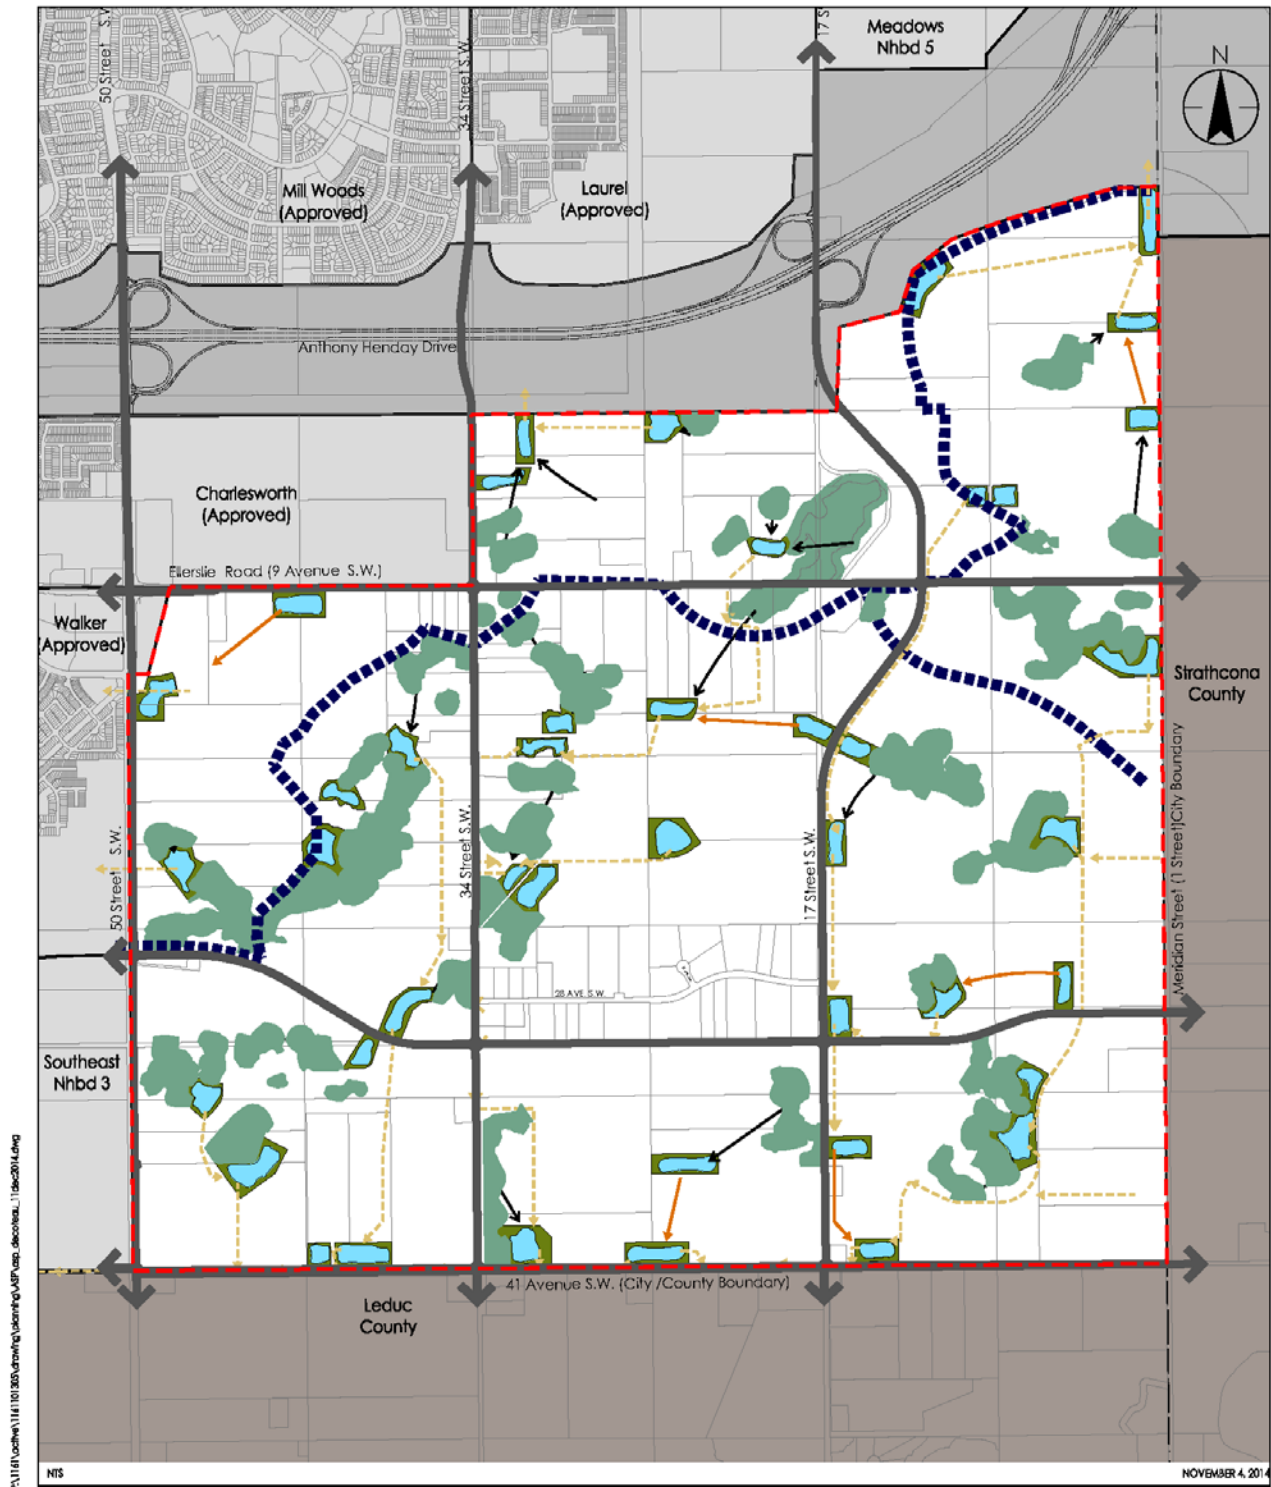 50 Street S.W.
34 Street S.W.
17 S
Meadows
Nhbd 5
N
Mill Woods
(Approved)
Laurel
(Approved)
Anthony Henday Drive
Charlesworth
(Approved)
Ellerslie Road (9 Avenue S.W.)
Walker
(Approved)
Strathcona
County
50 Street S.W.
34 Street S.W.
17 Street S.W.
Meridian Street (1 Street)City Boundary
28 AVE S.W.
Southeast
Nhbd 3
41 Avenue S.W. (City /County Boundary)
Leduc
County
NTS
NOVEMBER 4, 2014